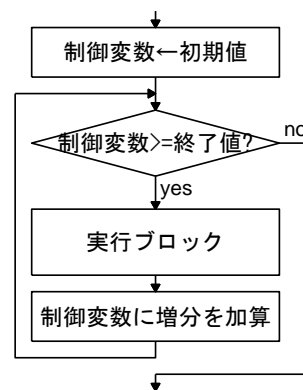 制御変数←初期値
制御変数>=終了値?
no
yes
実行ブロック
制御変数に増分を加算